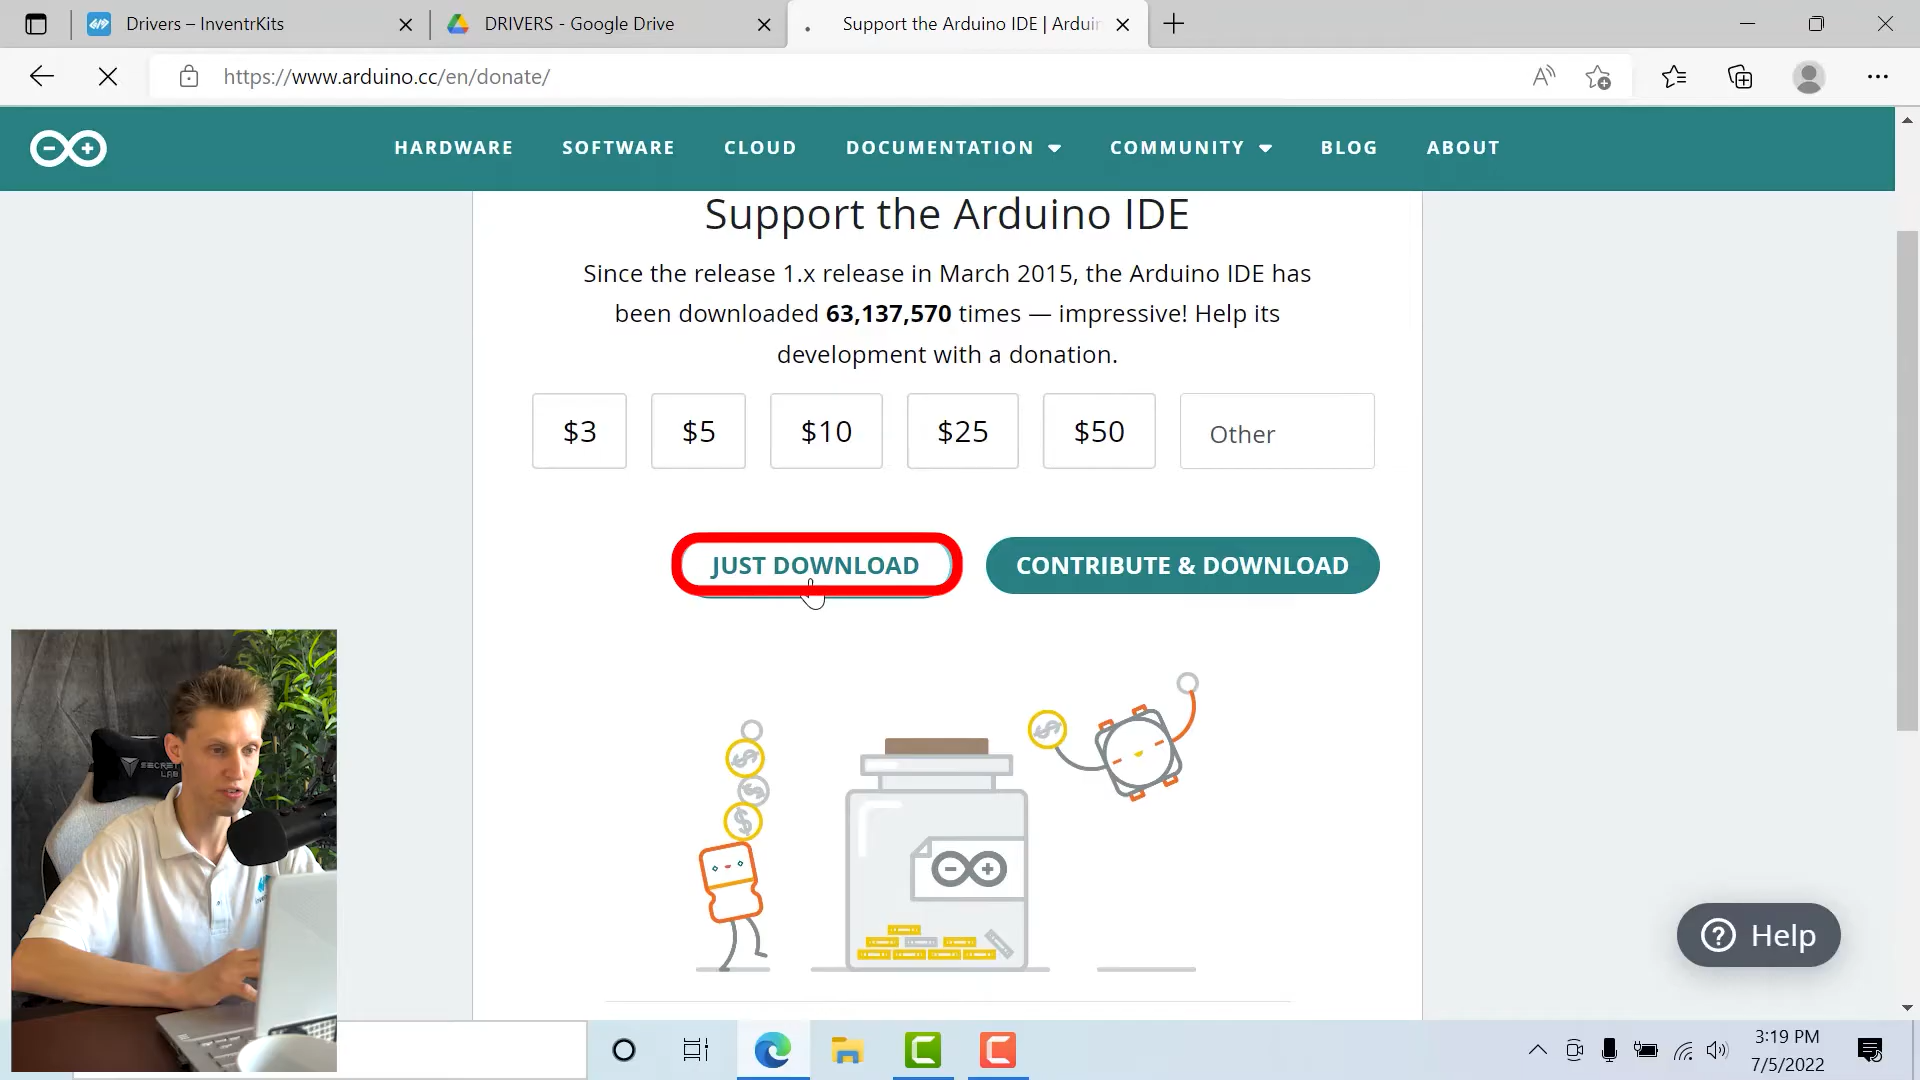 Drivers – InventrKits
DRIVERS - Google Drive
Support the Arduino IDE | Arduin
https://www.arduino.cc/en/donate/
HARDWARE
SOFTWARE
CLOUD
DOCUMENTATION
COMMUNITY
BLOG
ABOUT
Support the Arduino IDE
Since the release 1.x release in March 2015, the Arduino IDE has
been downloaded 63,137,570 times — impressive! Help its
development with a donation.
$3
$5
$10
$25
$50
Other
JUST DOWNLOAD
CONTRIBUTE & DOWNLOAD
Help
3:19 PM
7/5/2022